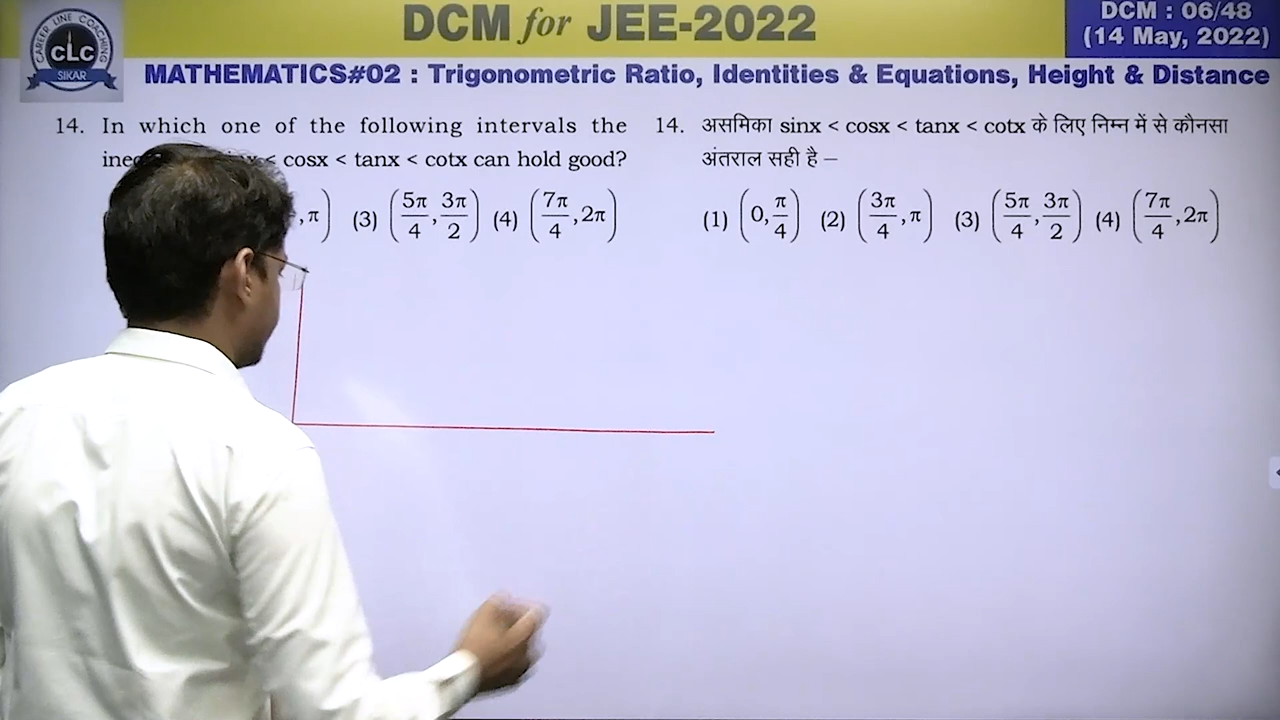 DCM for JEE-2022
DCM : 06/48
(14 May, 2022)
CAREER LINE COACHING
CLC
SIKAR
MATHEMATICS#02 : Trigonometric Ratio, Identities & Equations, Height & Distance
14. In which one of the following intervals the
< cosx < tanx < cotx can hold good?
,π) (3) (5π/4, 3π/2) (4) (7π/4, 2π)
14. असमिका sinx < cosx < tanx < cotx के लिए निम्न में से कौनसा
अंतराल सही है –
(1) (0, π/4) (2) (3π/4, π) (3) (5π/4, 3π/2) (4) (7π/4, 2π)